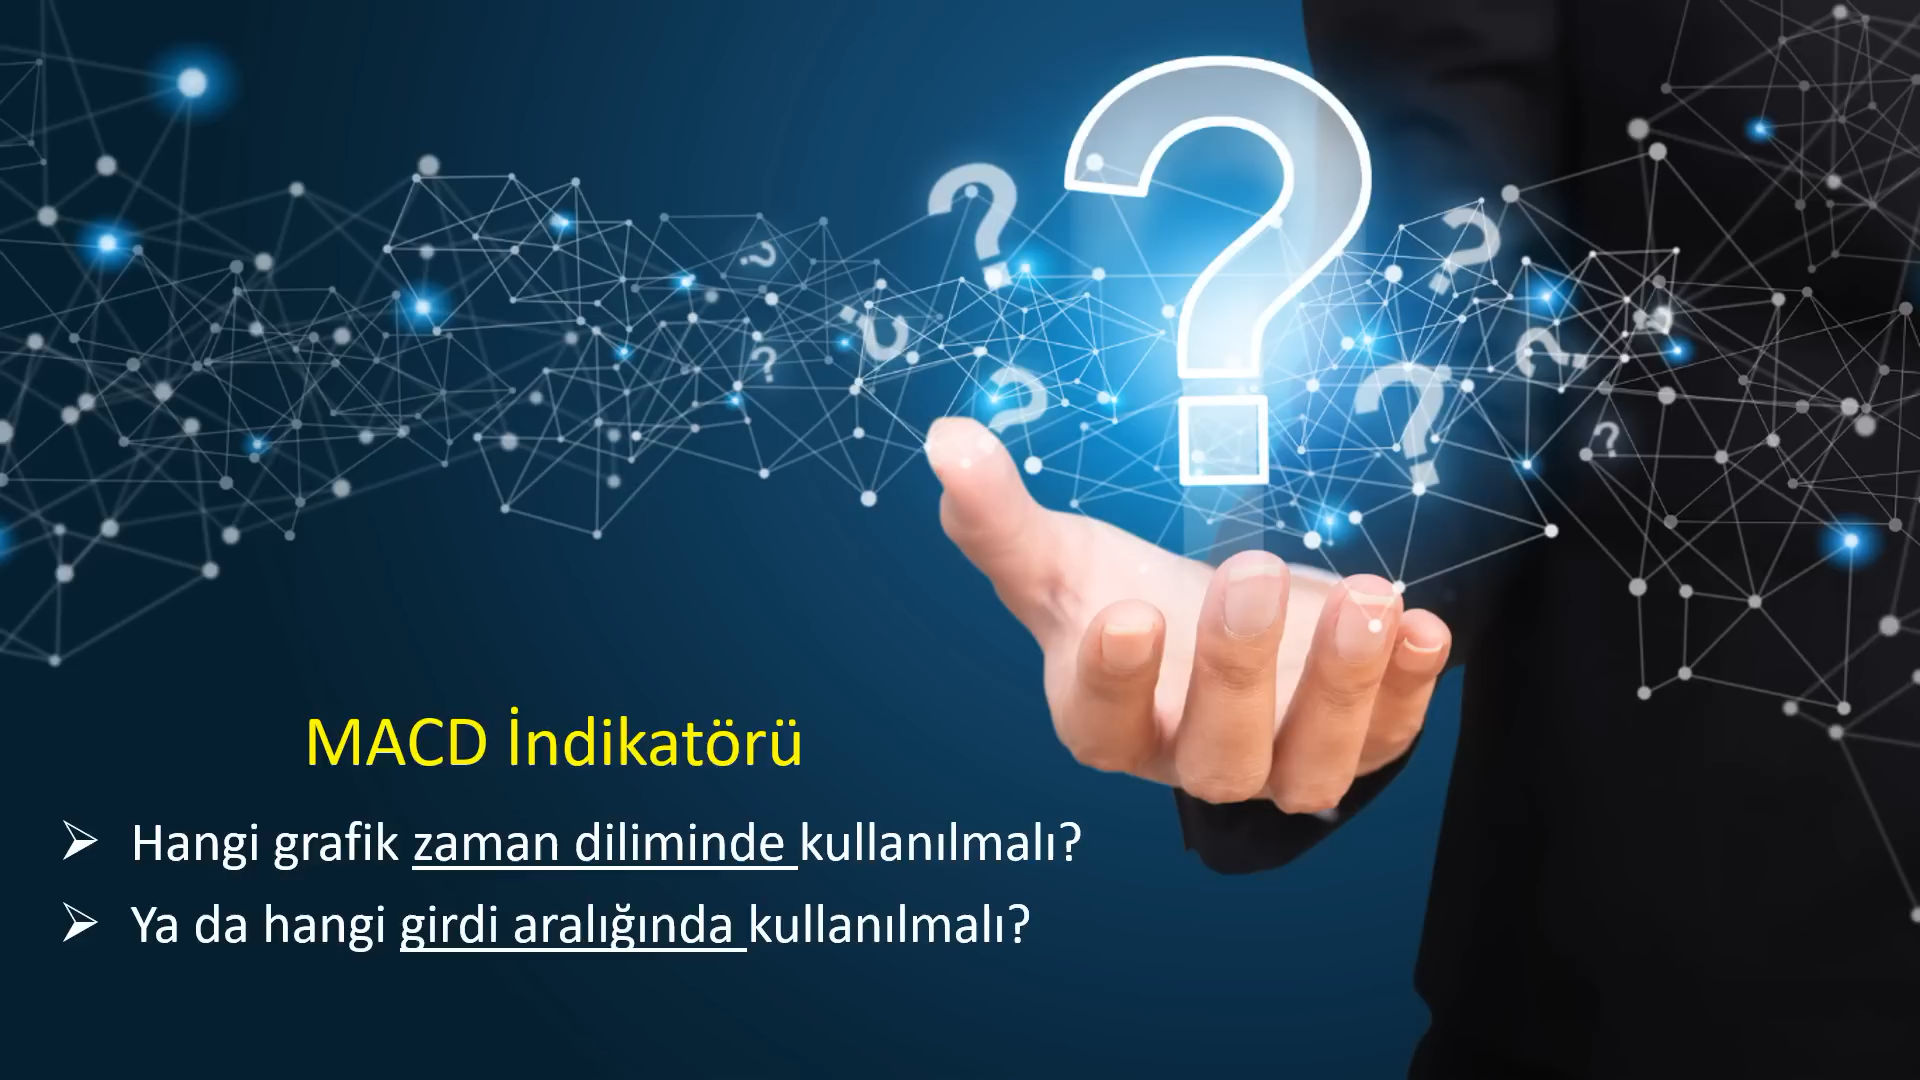 MACD İndikatörü
Hangi grafik zaman diliminde kullanılmalı?
Ya da hangi girdi aralığında kullanılmalı?